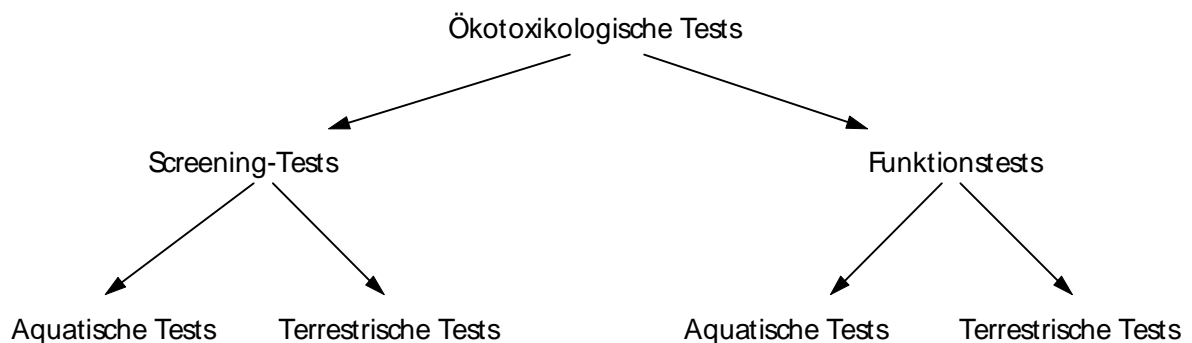 Ökotoxikologische Tests
Screening-Tests Funktionstests
Aquatische Tests Terrestrische Tests Aquatische Tests Terrestrische Tests